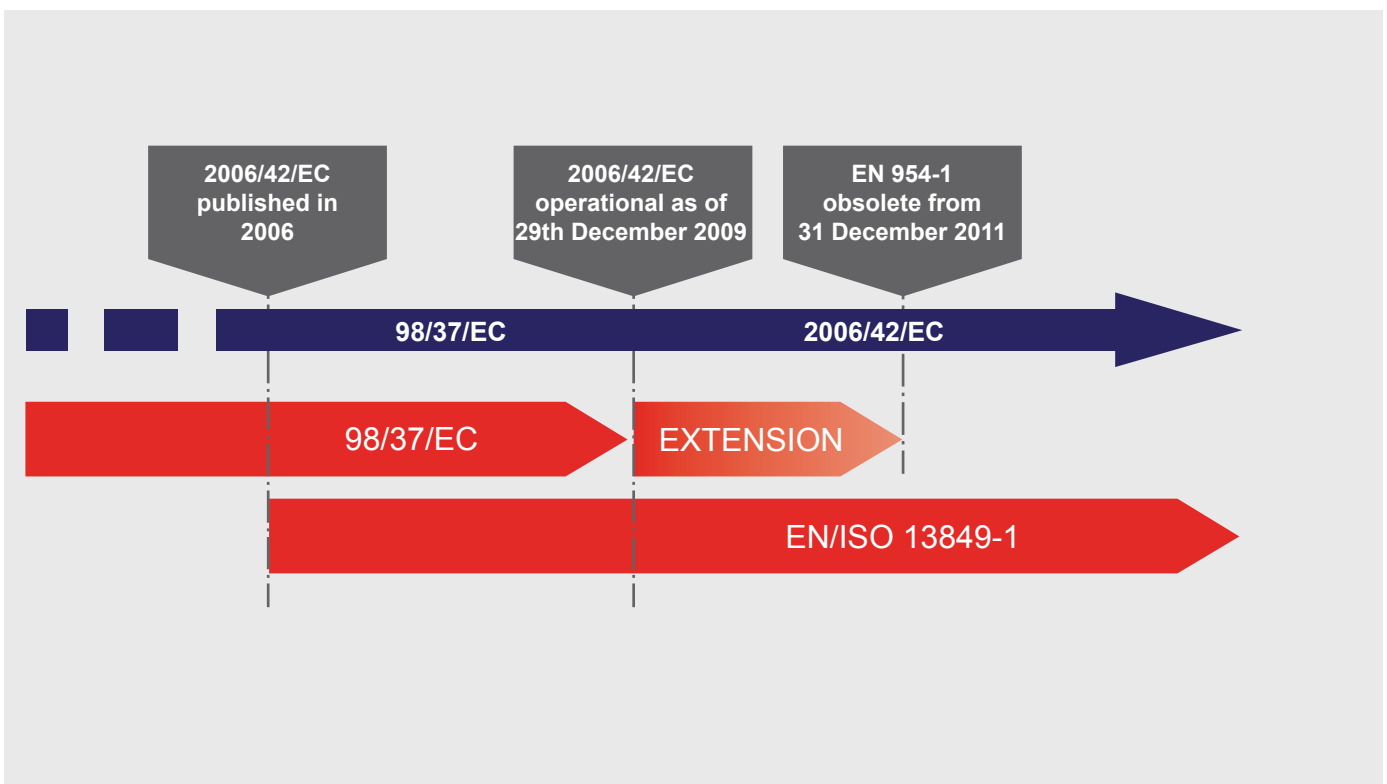 2006/42/EC
published in
2006
2006/42/EC
operational as of
29th December 2009
EN 954-1
obsolete from
31 December 2011
98/37/EC
2006/42/EC
98/37/EC
EXTENSION
EN/ISO 13849-1